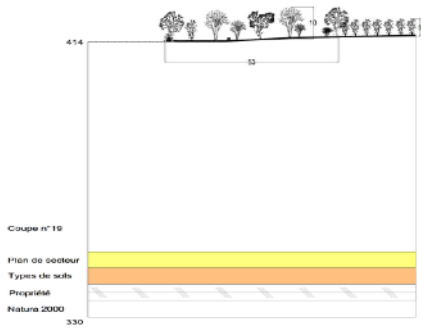 10
414
53
Coupe n°19
Plan de secteur
Types de sols
Propriété
Natura 2000
330